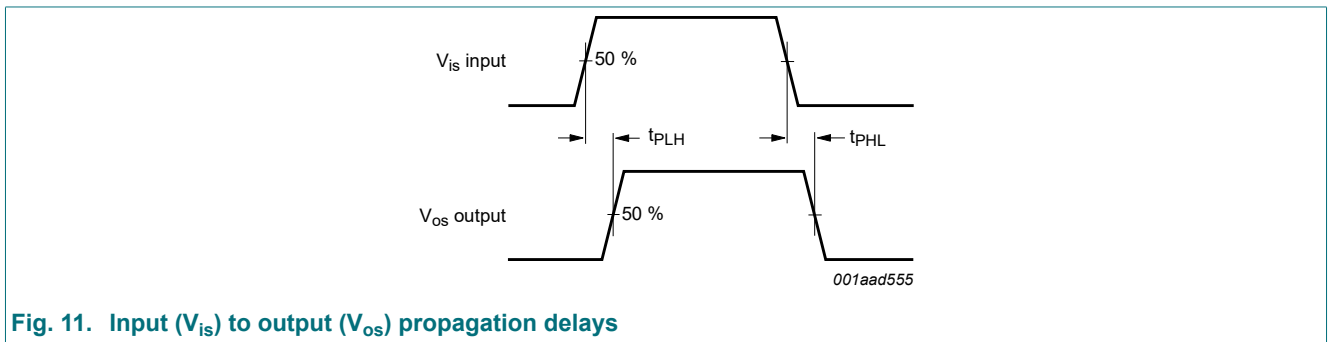 V_is input
50 %
t_PLH
t_PHL
V_os output
50 %
001aad555
Fig. 11. Input (V_is) to output (V_os) propagation delays